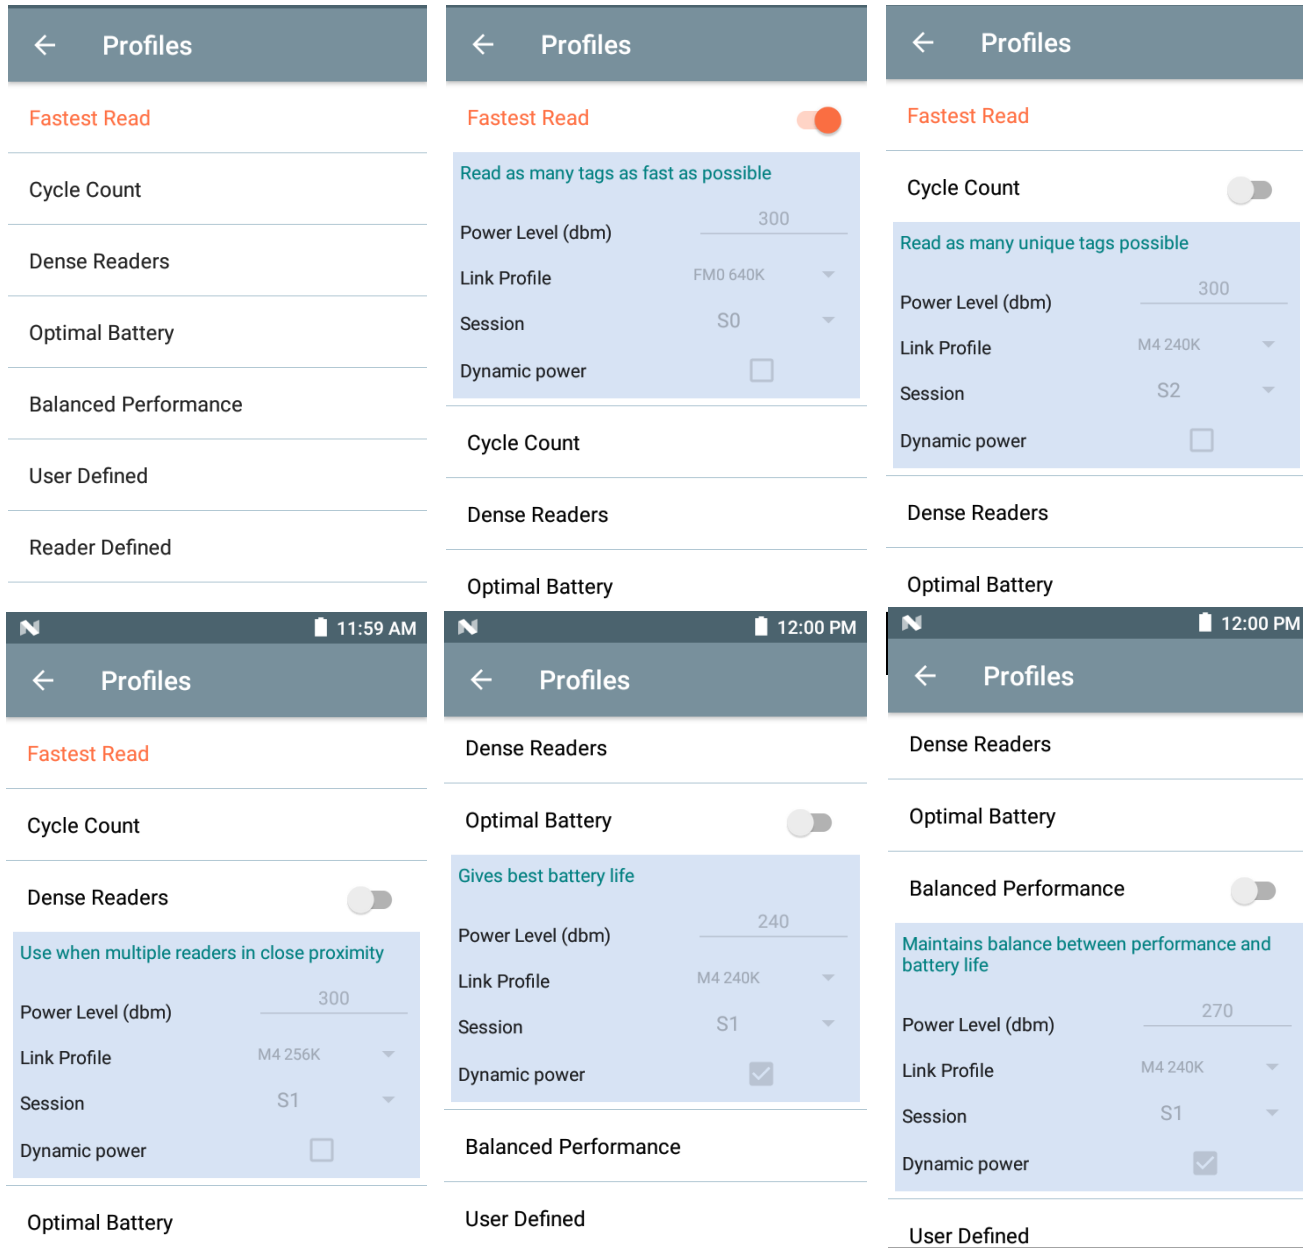 Profiles
Fastest Read
Cycle Count
Dense Readers
Optimal Battery
Balanced Performance
User Defined
Reader Defined
Profiles
Fastest Read
Read as many tags as fast as possible
Power Level (dbm) 300
Link Profile FM0 640K
Session S0
Dynamic power
Cycle Count
Dense Readers
Optimal Battery
Profiles
Fastest Read
Cycle Count
Read as many unique tags possible
Power Level (dbm) 300
Link Profile M4 240K
Session S2
Dynamic power
Dense Readers
Optimal Battery
11:59 AM
Profiles
Fastest Read
Cycle Count
Dense Readers
Use when multiple readers in close proximity
Power Level (dbm) 300
Link Profile M4 256K
Session S1
Dynamic power
Optimal Battery
12:00 PM
Profiles
Dense Readers
Optimal Battery
Gives best battery life
Power Level (dbm) 240
Link Profile M4 240K
Session S1
Dynamic power
Balanced Performance
User Defined
12:00 PM
Profiles
Dense Readers
Optimal Battery
Balanced Performance
Maintains balance between performance and
battery life
Power Level (dbm) 270
Link Profile M4 240K
Session S1
Dynamic power
User Defined